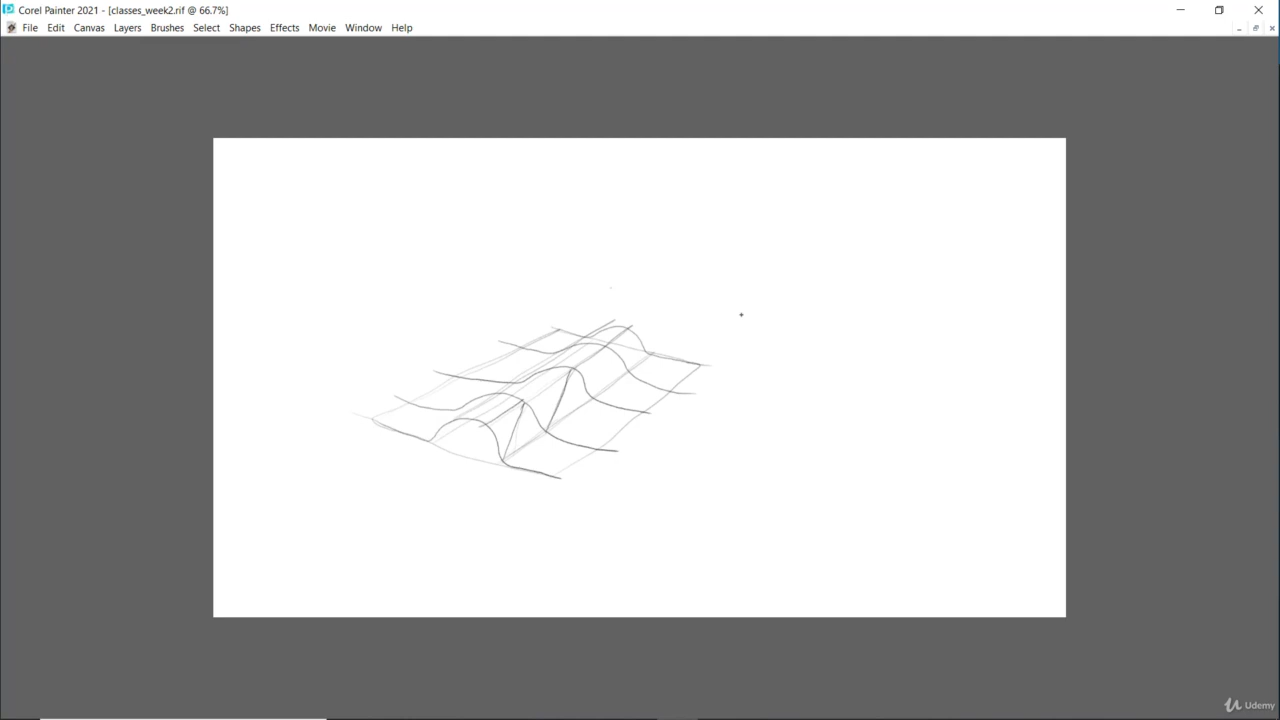 Corel Painter 2021 - [classes_week2.rif @ 66.7%]
File Edit Canvas Layers Brushes Select Shapes Effects Movie Window Help
Udemy